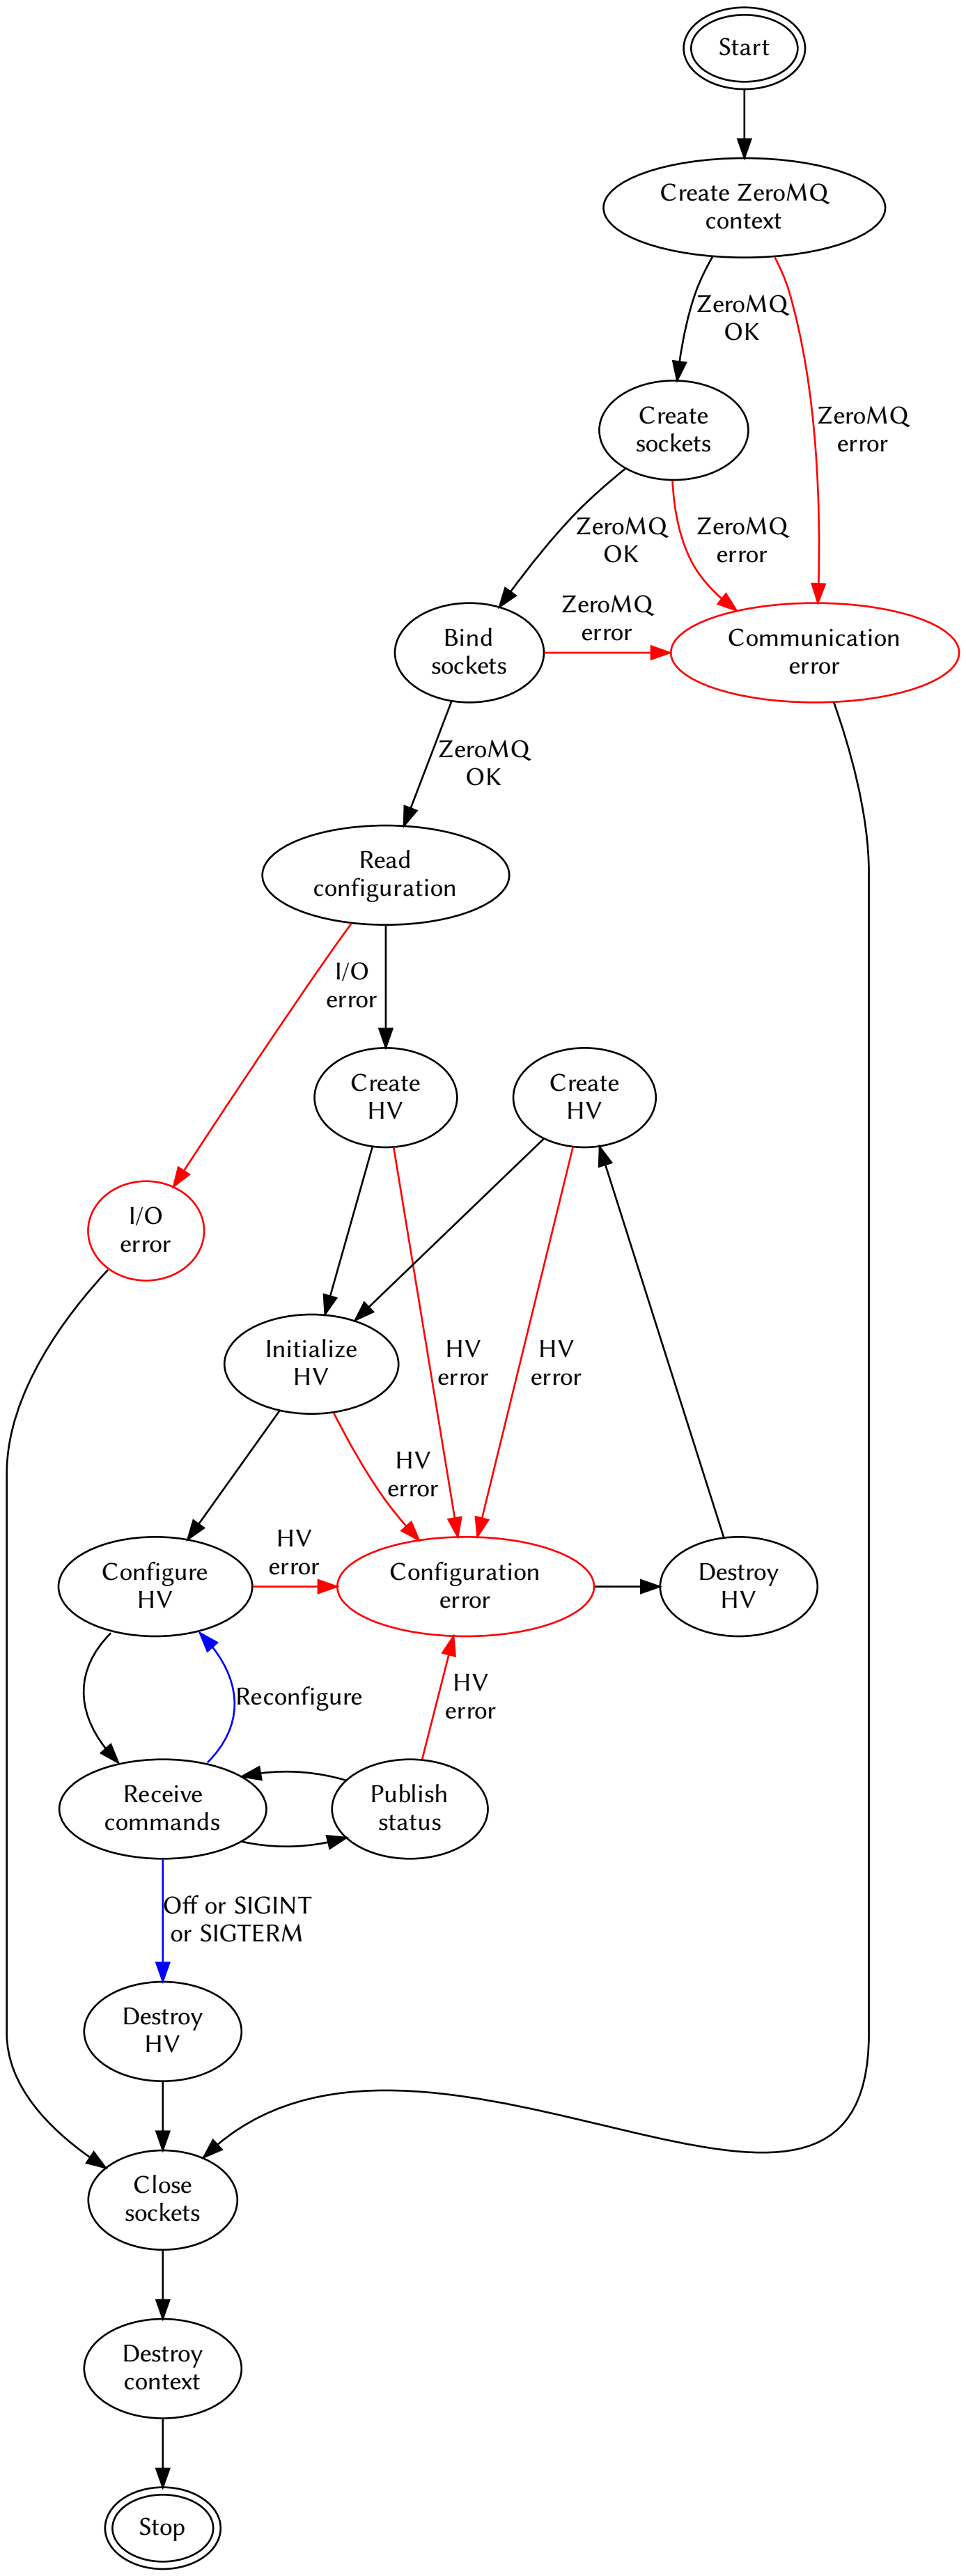 Start
Create ZeroMQ
context
ZeroMQ
OK
ZeroMQ
error
Create
sockets
ZeroMQ
OK
ZeroMQ
error
ZeroMQ
error
Bind
sockets
Communication
error
ZeroMQ
OK
Read
configuration
I/O
error
Create
HV
Create
HV
I/O
error
Initialize
HV
HV
error
HV
error
HV
error
Configure
HV
HV
error
Configuration
error
Destroy
HV
Reconfigure
HV
error
Receive
commands
Publish
status
Off or SIGINT
or SIGTERM
Destroy
HV
Close
sockets
Destroy
context
Stop